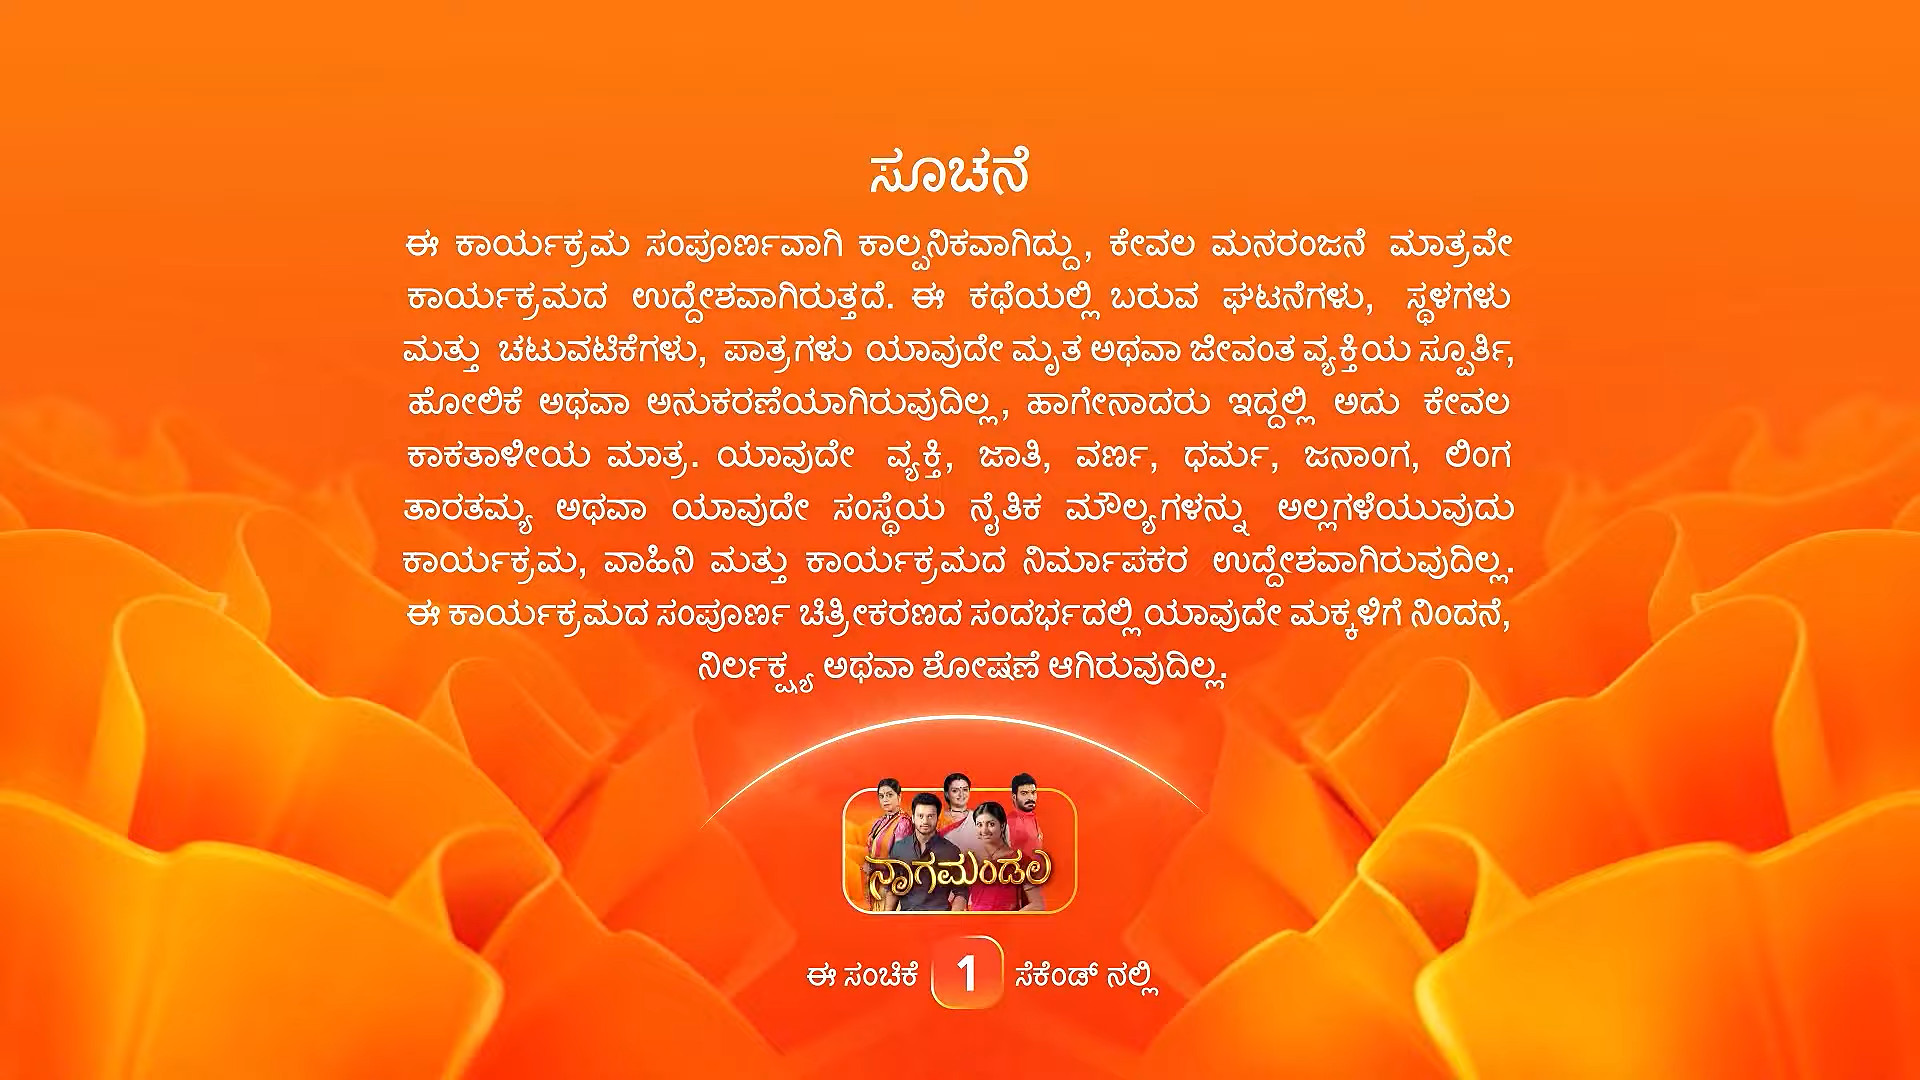 ಸೂಚನೆ
ಈ ಕಾರ್ಯಕ್ರಮ ಸಂಪೂರ್ಣವಾಗಿ ಕಾಲ್ಪನಿಕವಾಗಿದ್ದು, ಕೇವಲ ಮನರಂಜನೆ ಮಾತ್ರವೇ
ಕಾರ್ಯಕ್ರಮದ ಉದ್ದೇಶವಾಗಿರುತ್ತದೆ. ಈ ಕಥೆಯಲ್ಲಿ ಬರುವ ಘಟನೆಗಳು, ಸ್ಥಳಗಳು
ಮತ್ತು ಚಟುವಟಿಕೆಗಳು, ಪಾತ್ರಗಳು ಯಾವುದೇ ಮೃತ ಅಥವಾ ಜೀವಂತ ವ್ಯಕ್ತಿಯ ಸ್ಪೂರ್ತಿ,
ಹೋಲಿಕೆ ಅಥವಾ ಅನುಕರಣೆಯಾಗಿರುವುದಿಲ್ಲ, ಹಾಗೇನಾದರು ಇದ್ದಲ್ಲಿ ಅದು ಕೇವಲ
ಕಾಕತಾಳೀಯ ಮಾತ್ರ. ಯಾವುದೇ ವ್ಯಕ್ತಿ, ಜಾತಿ, ವರ್ಣ, ಧರ್ಮ, ಜನಾಂಗ, ಲಿಂಗ
ತಾರತಮ್ಯ ಅಥವಾ ಯಾವುದೇ ಸಂಸ್ಥೆಯ ನೈತಿಕ ಮೌಲ್ಯಗಳನ್ನು ಅಲ್ಲಗಳೆಯುವುದು
ಕಾರ್ಯಕ್ರಮ, ವಾಹಿನಿ ಮತ್ತು ಕಾರ್ಯಕ್ರಮದ ನಿರ್ಮಾಪಕರ ಉದ್ದೇಶವಾಗಿರುವುದಿಲ್ಲ.
ಈ ಕಾರ್ಯಕ್ರಮದ ಸಂಪೂರ್ಣ ಚಿತ್ರೀಕರಣದ ಸಂದರ್ಭದಲ್ಲಿ ಯಾವುದೇ ಮಕ್ಕಳಿಗೆ ನಿಂದನೆ,
ನಿರ್ಲಕ್ಷ್ಯ ಅಥವಾ ಶೋಷಣೆ ಆಗಿರುವುದಿಲ್ಲ.
ನಾಗಮಂಡಲ
ಈ ಸಂಚಿಕೆ 1 ಸೆಕೆಂಡ್ ನಲ್ಲಿ